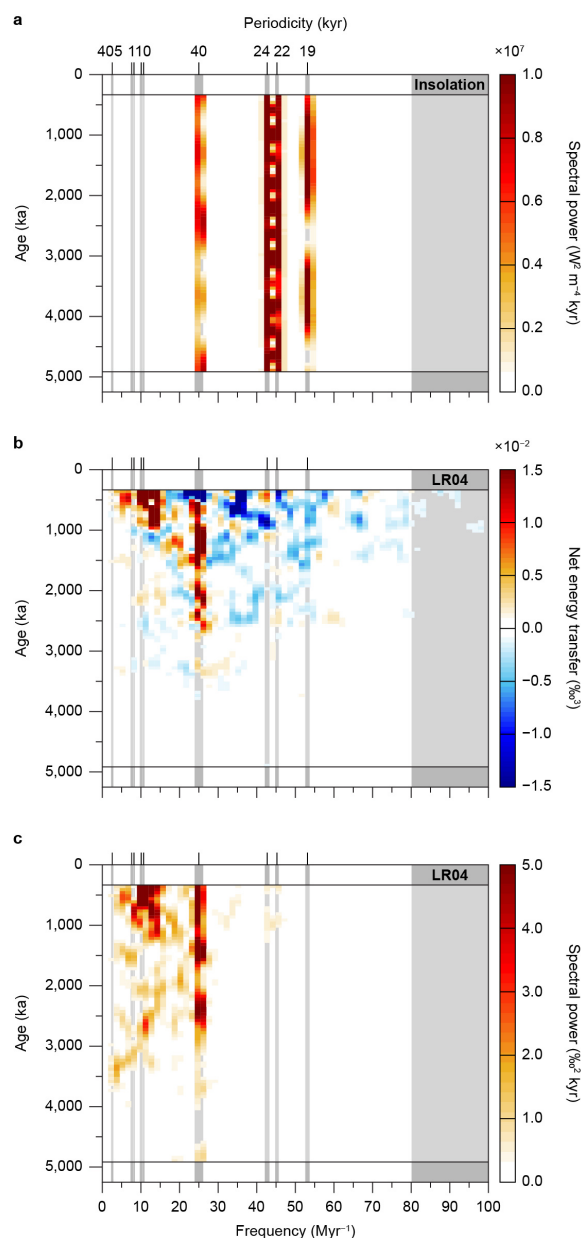 a
Periodicity (kyr)
405 110 40 24 22 19
×10⁷
Insolation
0
1,000
2,000
3,000
4,000
5,000
Age (ka)
1.0
0.8
0.6
0.4
0.2
0.0
Spectral power (W² m⁻⁴ kyr)
b
×10⁻²
LR04
0
1,000
2,000
3,000
4,000
5,000
Age (ka)
1.5
1.0
0.5
0.0
−0.5
−1.0
−1.5
Net energy transfer (‰³)
c
LR04
0
1,000
2,000
3,000
4,000
5,000
Age (ka)
5.0
4.0
3.0
2.0
1.0
0.0
Spectral power (‰² kyr)
0 10 20 30 40 50 60 70 80 90 100
Frequency (Myr⁻¹)